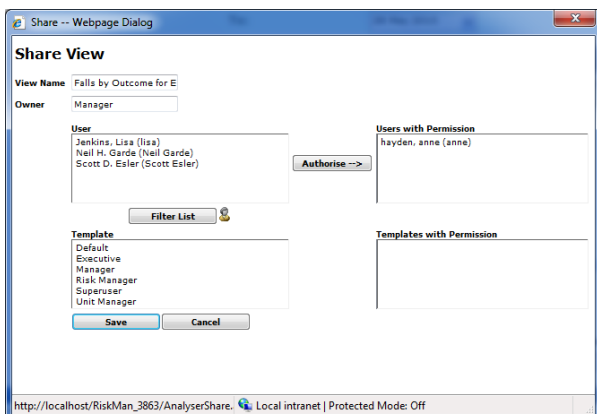 Share -- Webpage Dialog
Share View
View Name Falls by Outcome for E
Owner Manager
User
Jenkins, Lisa (lisa)
Neil H. Garde (Neil Garde)
Scott D. Esler (Scott Esler)
Authorise -->
Users with Permission
hayden, anne (anne)
Filter List
Template
Default
Executive
Manager
Risk Manager
Superuser
Unit Manager
Templates with Permission
Save Cancel
http://localhost/RiskMan_3863/AnalyserShare. Local intranet | Protected Mode: Off